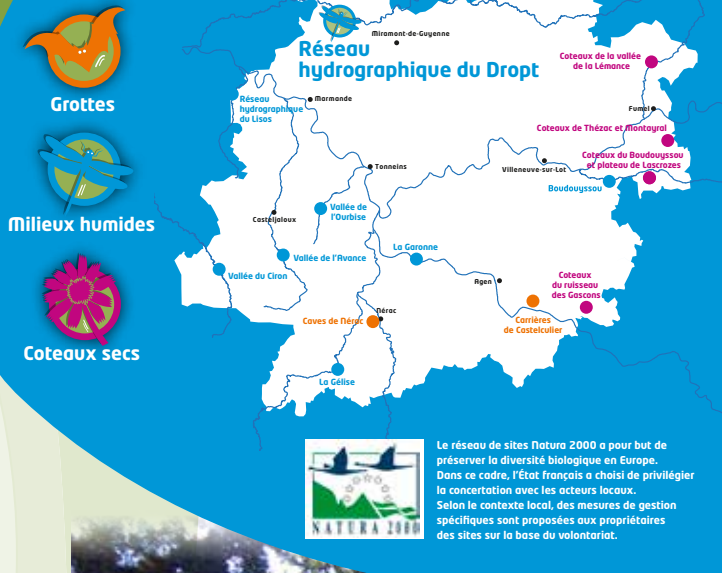 Grottes
Milieux humides
Coteaux secs
Miramont-de-Guyenne
Réseau
hydrographique du Dropt
Coteaux de la vallée
de la Lémance
Réseau
hydrographique
du Lisos
Marmande
Fumel
Coteaux de Thézac et Montayral
Coteaux du Boudouyssou
et plateau de Lascrozes
Tonneins
Villeneuve-sur-Lot
Boudouyssou
Vallée de
l'Ourbise
Casteljaloux
La Garonne
Vallée de l'Avance
Vallée du Ciron
Agen
Coteaux
du ruisseau
des Gascons
Nérac
Caves de Nérac
Carrières
de Castelculier
La Gélise
NATURA 2000
Le réseau de sites Natura 2000 a pour but de
préserver la diversité biologique en Europe.
Dans ce cadre, l'État français a choisi de privilégier
la concertation avec les acteurs locaux.
Selon le contexte local, des mesures de gestion
spécifiques sont proposées aux propriétaires
des sites sur la base du volontariat.